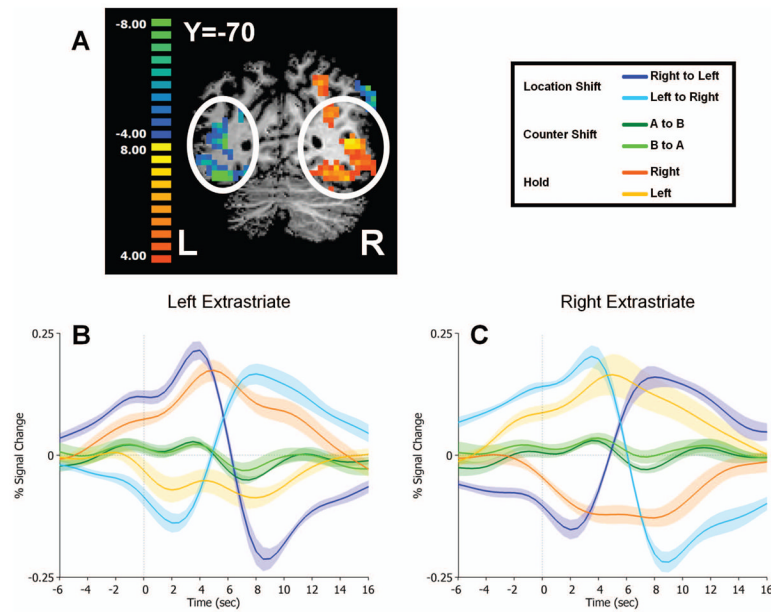 A
-8.00
Y=-70
-4.00
8.00
4.00
L
R
Location Shift
Right to Left
Left to Right
Counter Shift
A to B
B to A
Hold
Right
Left
Left Extrastriate
Right Extrastriate
B
0.25
0
-0.25
% Signal Change
-6 -4 -2 0 2 4 6 8 10 12 14 16
Time (sec)
C
0.25
0
-0.25
% Signal Change
-6 -4 -2 0 2 4 6 8 10 12 14 16
Time (sec)